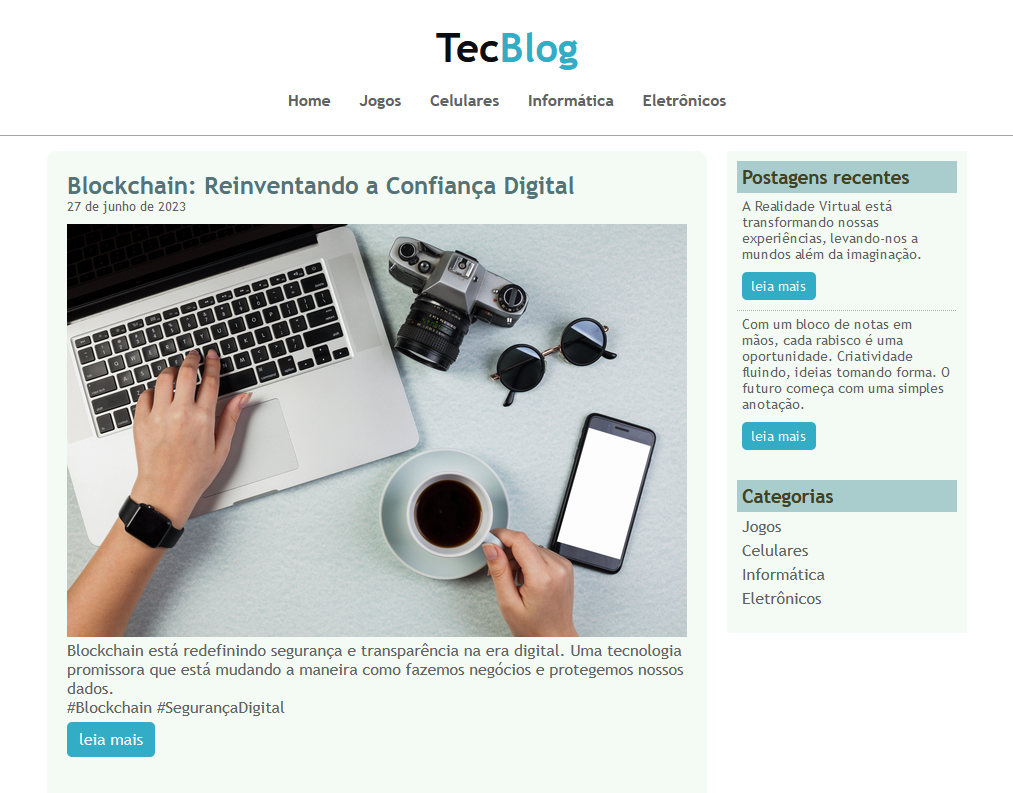 TecBlog
Home Jogos Celulares Informática Eletrônicos
Blockchain: Reinventando a Confiança Digital
27 de junho de 2023
Blockchain está redefinindo segurança e transparência na era digital. Uma tecnologia
promissora que está mudando a maneira como fazemos negócios e protegemos nossos
dados.
#Blockchain #SegurançaDigital
leia mais
Postagens recentes
A Realidade Virtual está
transformando nossas
experiências, levando-nos a
mundos além da imaginação.
leia mais
Com um bloco de notas em
mãos, cada rabisco é uma
oportunidade. Criatividade
fluindo, ideias tomando forma. O
futuro começa com uma simples
anotação.
leia mais
Categorias
Jogos
Celulares
Informática
Eletrônicos